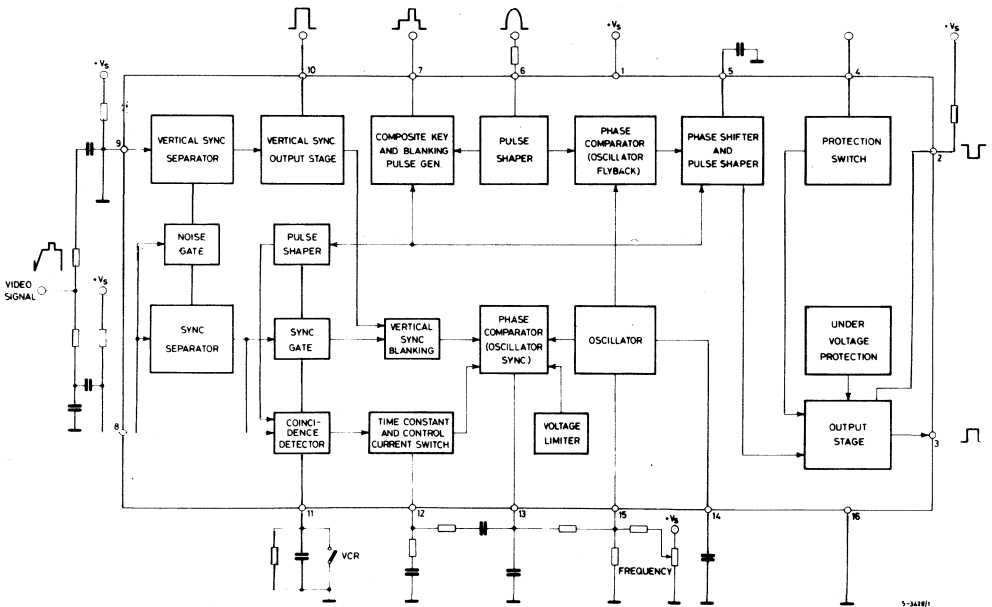 +Vs
10
7
6
1
5
4
+Vs
+Vs
9
VERTICAL SYNC
SEPARATOR
VERTICAL SYNC
OUTPUT STAGE
COMPOSITE KEY
AND BLANKING
PULSE GEN.
PULSE
SHAPER
PHASE
COMPARATOR
(OSCILLATOR
FLYBACK)
PHASE SHIFTER
AND
PULSE SHAPER
PROTECTION
SWITCH
2
NOISE
GATE
PULSE
SHAPER
VIDEO
SIGNAL
+Vs
SYNC
SEPARATOR
SYNC
GATE
VERTICAL
SYNC
BLANKING
PHASE
COMPARATOR
(OSCILLATOR
SYNC.)
OSCILLATOR
UNDER
VOLTAGE
PROTECTION
8
COINCI-
DENCE
DETECTOR
TIME CONSTANT
AND CONTROL
CURRENT SWITCH
VOLTAGE
LIMITER
OUTPUT
STAGE
3
11
12
13
15
14
16
+Vs
VCR
FREQUENCY
S-3428/1